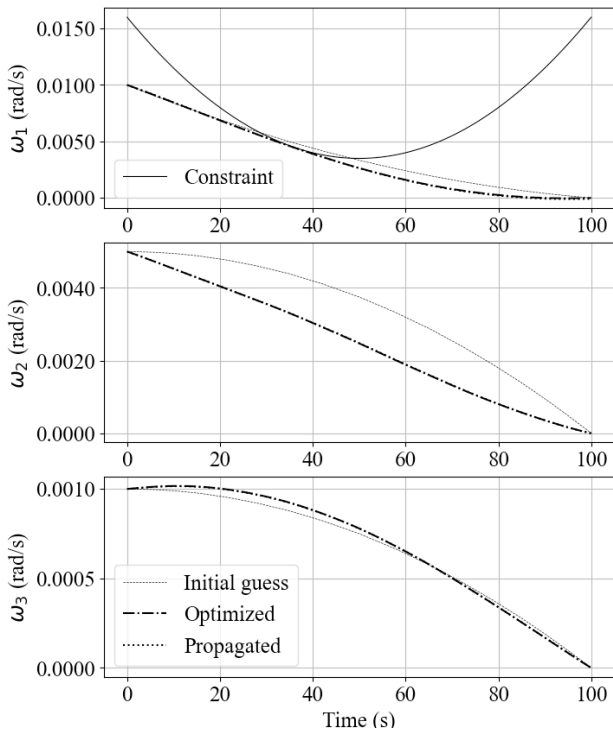 0.0150
0.0100
0.0050
0.0000
ω₁ (rad/s)
Constraint
0 20 40 60 80 100
0.0040
0.0020
0.0000
ω₂ (rad/s)
0 20 40 60 80 100
0.0010
0.0005
0.0000
ω₃ (rad/s)
Initial guess
Optimized
Propagated
0 20 40 60 80 100
Time (s)